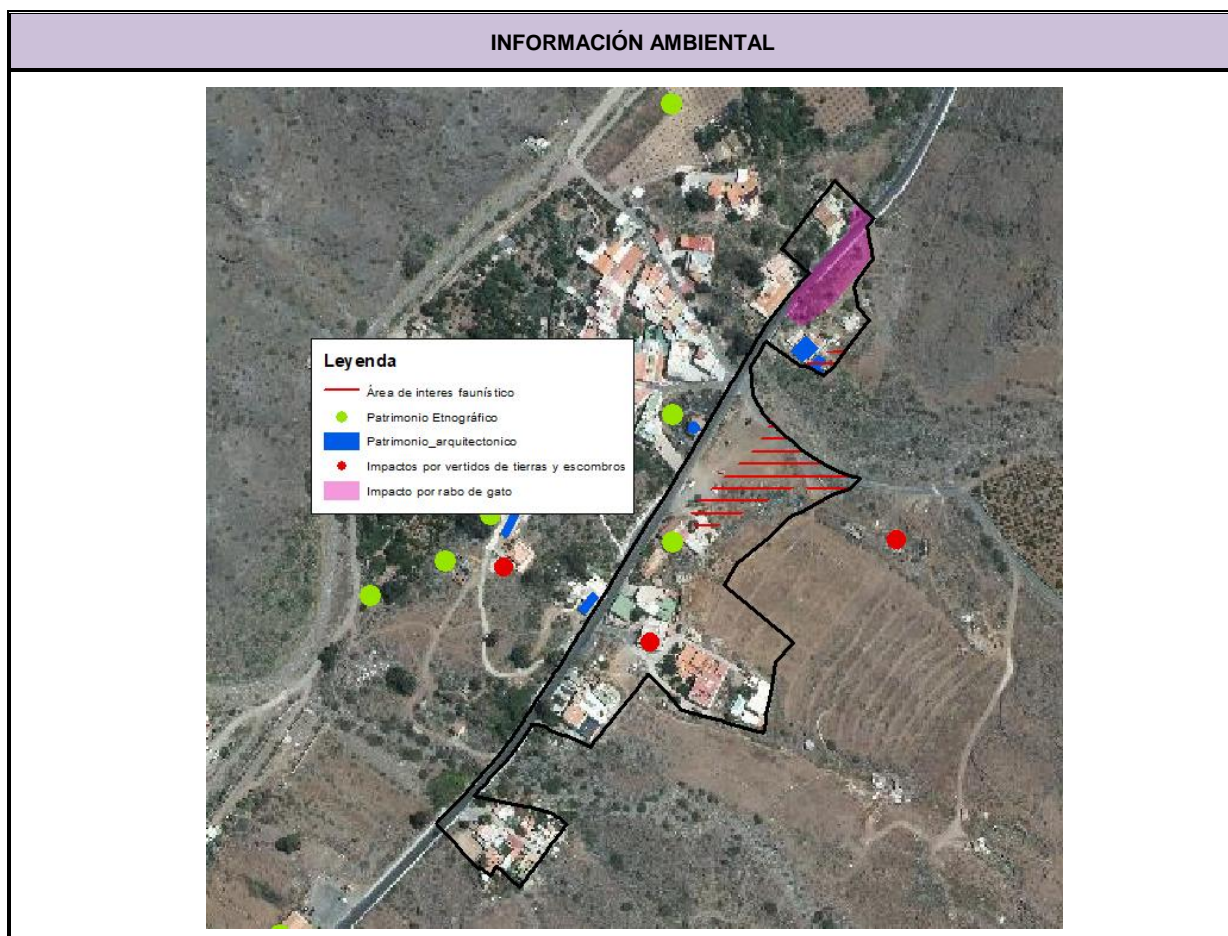 INFORMACIÓN AMBIENTAL
Leyenda
Área de interes faunístico
Patrimonio Etnográfico
Patrimonio_arquitectonico
Impactos por vertidos de tierras y escombros
Impacto por rabo de gato